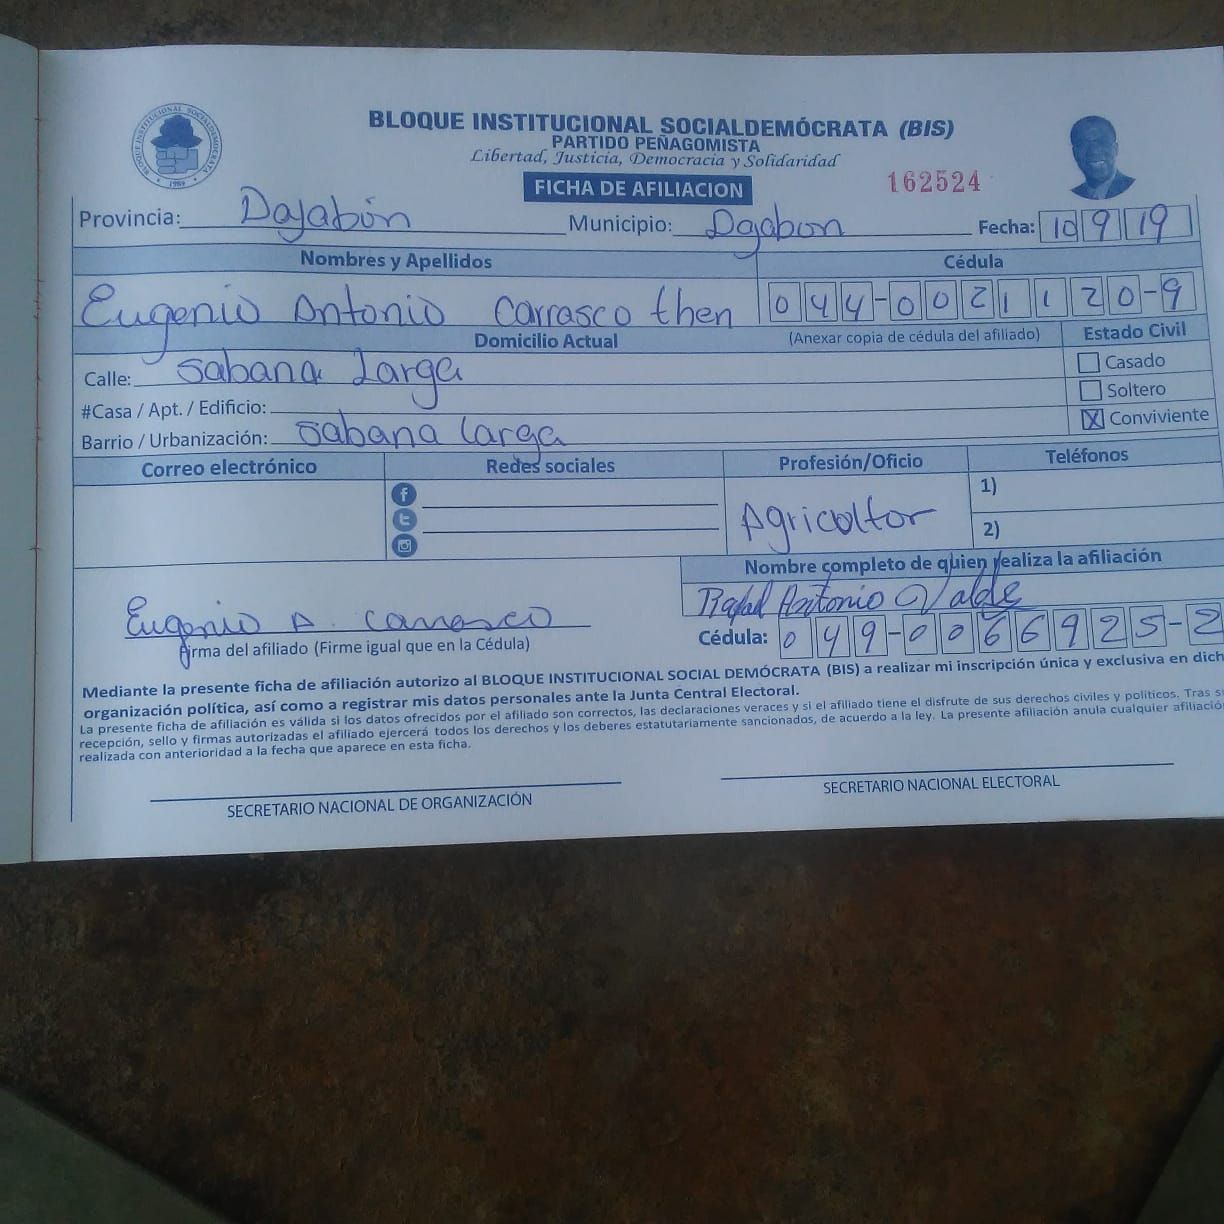 BLOQUE INSTITUCIONAL SOCIALDEMÓCRATA
1989
BLOQUE INSTITUCIONAL SOCIALDEMÓCRATA (BIS)
PARTIDO PEÑAGOMISTA
Libertad, Justicia, Democracia y Solidaridad
FICHA DE AFILIACION
162524
Provincia: Dajabón Municipio: Dajabon Fecha: 10 9 19
Nombres y Apellidos Cédula
Eugenio Antonio Carrasco then 044-0021120-9
Domicilio Actual (Anexar copia de cédula del afiliado) Estado Civil
Calle: Sabana Larga Casado
#Casa / Apt. / Edificio: Soltero
Barrio / Urbanización: Sabana Larga X Conviviente
Correo electrónico Redes sociales Profesión/Oficio Teléfonos
1)
Agricoltor
2)
Nombre completo de quien realiza la afiliación
Rafael Antonio Valdez
Eugenio A. Carrasco
Cédula: 049-0066925-2
Firma del afiliado (Firme igual que en la Cédula)
Mediante la presente ficha de afiliación autorizo al BLOQUE INSTITUCIONAL SOCIAL DEMÓCRATA (BIS) a realizar mi inscripción única y exclusiva en dich
organización política, así como a registrar mis datos personales ante la Junta Central Electoral.
La presente ficha de afiliación es válida si los datos ofrecidos por el afiliado son correctos, las declaraciones veraces y si el afiliado tiene el disfrute de sus derechos civiles y políticos. Tras s
recepción, sello y firmas autorizadas el afiliado ejercerá todos los derechos y los deberes estatutariamente sancionados, de acuerdo a la ley. La presente afiliación anula cualquier afiliación
realizada con anterioridad a la fecha que aparece en esta ficha.
SECRETARIO NACIONAL DE ORGANIZACIÓN SECRETARIO NACIONAL ELECTORAL